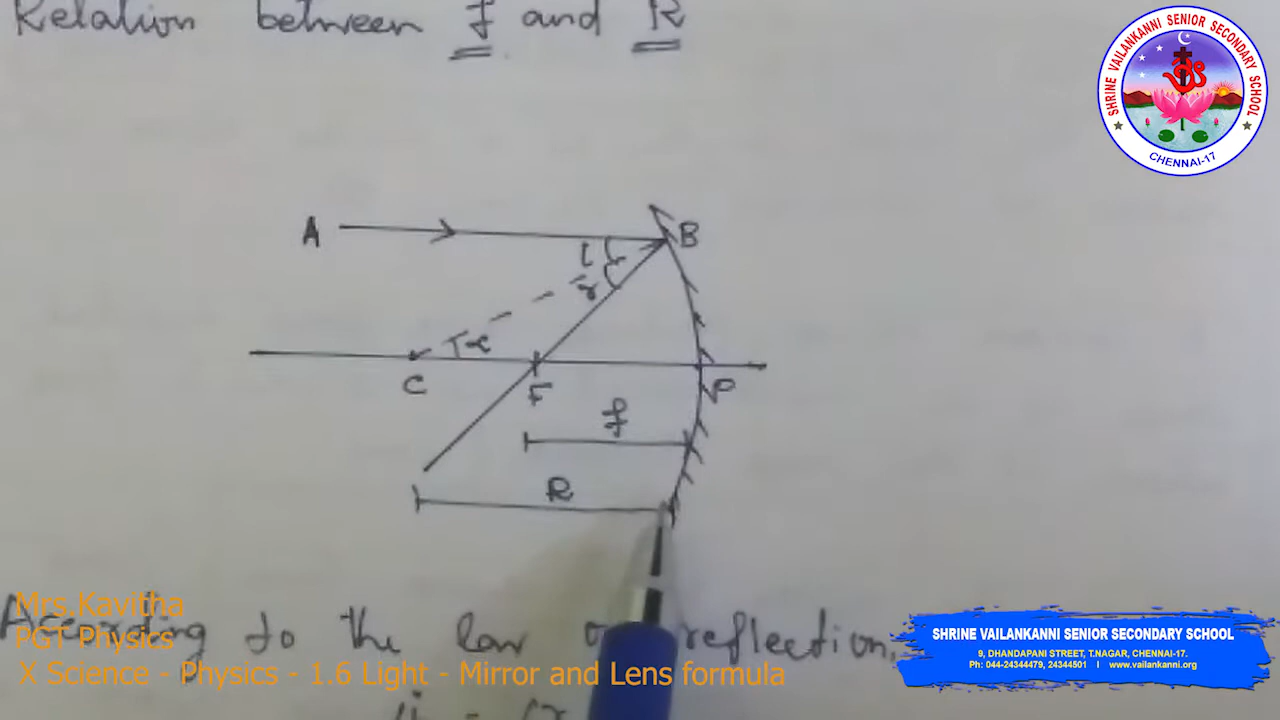 Relation between f and R
SHRINE VAILANKANNI SENIOR SECONDARY SCHOOL
CHENNAI-17
A
B
i
r
C
F
P
f
R
According to the law reflection,
Mrs.Kavitha
PGT Physics
X Science - Physics - 1.6 Light - Mirror and Lens formula
SHRINE VAILANKANNI SENIOR SECONDARY SCHOOL
9, DHANDAPANI STREET, T.NAGAR, CHENNAI-17.
Ph: 044-24344479, 24344501 I www.vailankanni.org